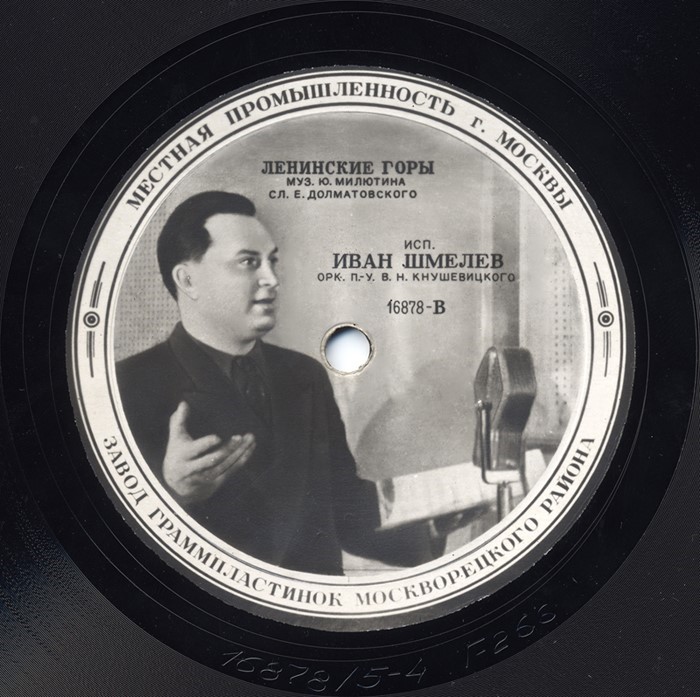 МЕСТНАЯ ПРОМЫШЛЕННОСТЬ г. МОСКВЫ
ЛЕНИНСКИЕ ГОРЫ
МУЗ. Ю. МИЛЮТИНА
СЛ. Е. ДОЛМАТОВСКОГО
ИСП.
ИВАН ШМЕЛЕВ
ОРК. П.-У. В. Н. КНУШЕВИЦКОГО
16878-В
ЗАВОД ГРАММПЛАСТИНОК МОСКВОРЕЦКОГО РАЙОНА
16878/5-4 Г266